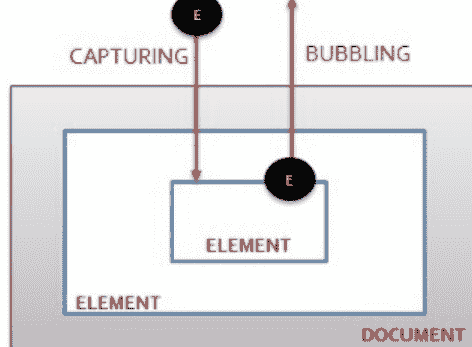 E
CAPTURING
BUBBLING
E
ELEMENT
ELEMENT
DOCUMENT